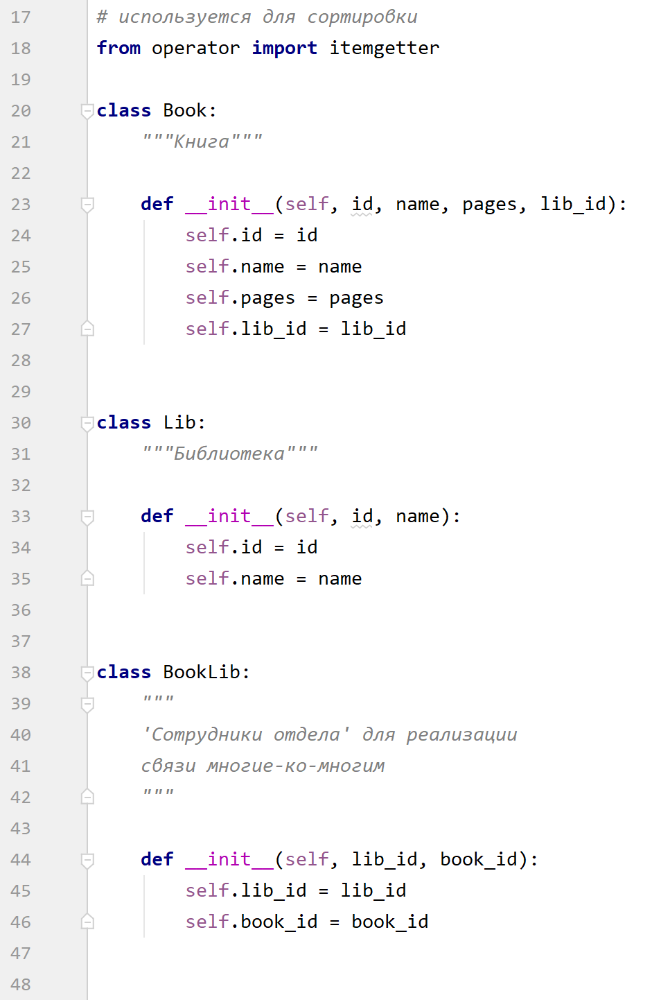 17 # используется для сортировки
18 from operator import itemgetter
19
20 class Book:
21 """Книга"""
22
23 def __init__(self, id, name, pages, lib_id):
24 self.id = id
25 self.name = name
26 self.pages = pages
27 self.lib_id = lib_id
28
29
30 class Lib:
31 """Библиотека"""
32
33 def __init__(self, id, name):
34 self.id = id
35 self.name = name
36
37
38 class BookLib:
39 """
40 'Сотрудники отдела' для реализации
41 связи многие-ко-многим
42 """
43
44 def __init__(self, lib_id, book_id):
45 self.lib_id = lib_id
46 self.book_id = book_id
47
48